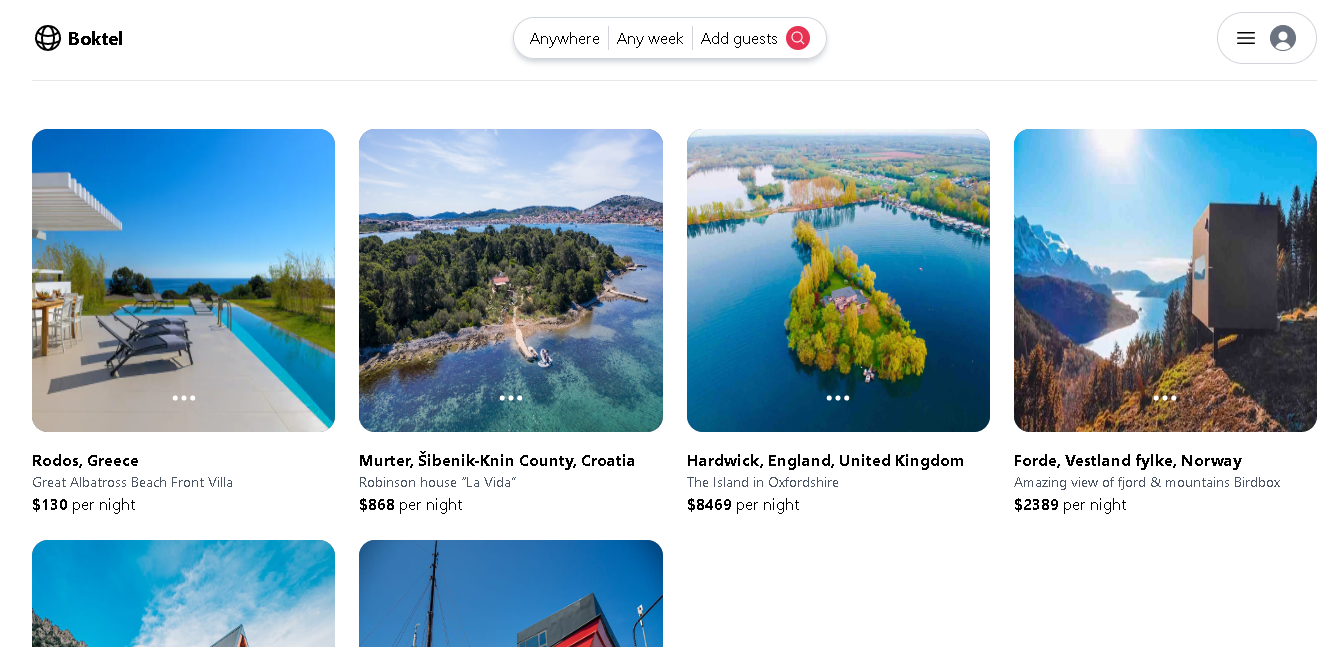 Boktel
Anywhere Any week Add guests
Rodos, Greece
Great Albatross Beach Front Villa
$130 per night
Murter, Šibenik-Knin County, Croatia
Robinson house “La Vida”
$868 per night
Hardwick, England, United Kingdom
The Island in Oxfordshire
$8469 per night
Forde, Vestland fylke, Norway
Amazing view of fjord & mountains Birdbox
$2389 per night